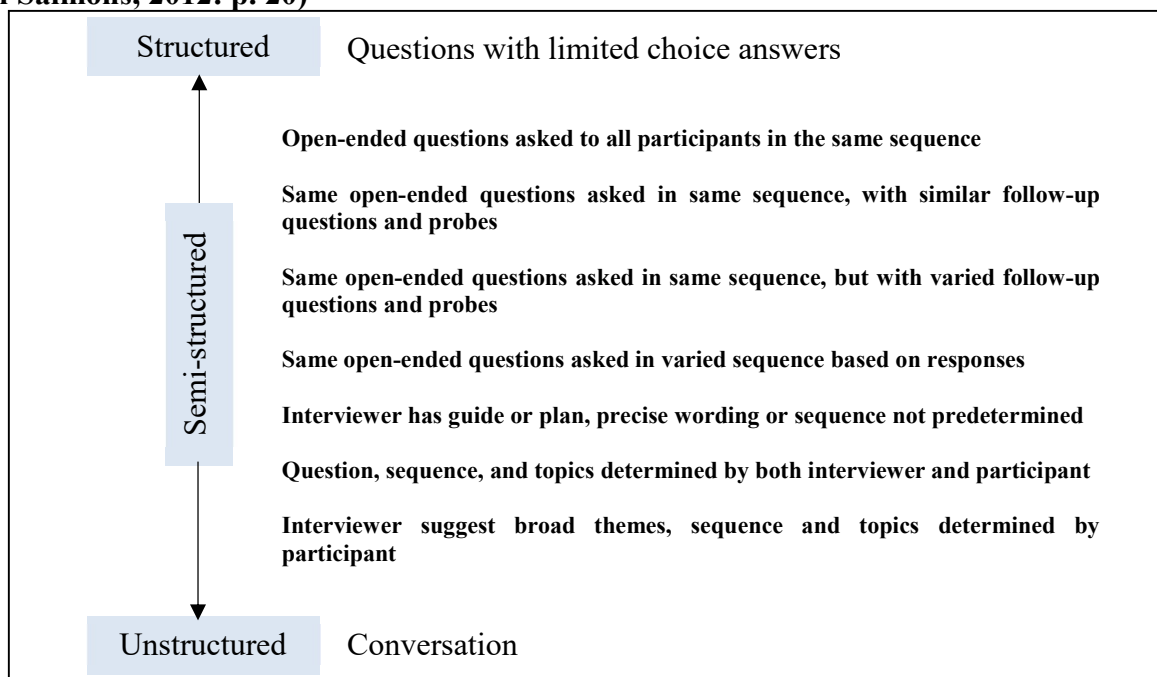 Salmons, 2012: p. 20)
Structured Questions with limited choice answers
Open-ended questions asked to all participants in the same sequence
Same open-ended questions asked in same sequence, with similar follow-up
questions and probes
Same open-ended questions asked in same sequence, but with varied follow-up
questions and probes
Semi-structured
Same open-ended questions asked in varied sequence based on responses
Interviewer has guide or plan, precise wording or sequence not predetermined
Question, sequence, and topics determined by both interviewer and participant
Interviewer suggest broad themes, sequence and topics determined by
participant
Unstructured Conversation